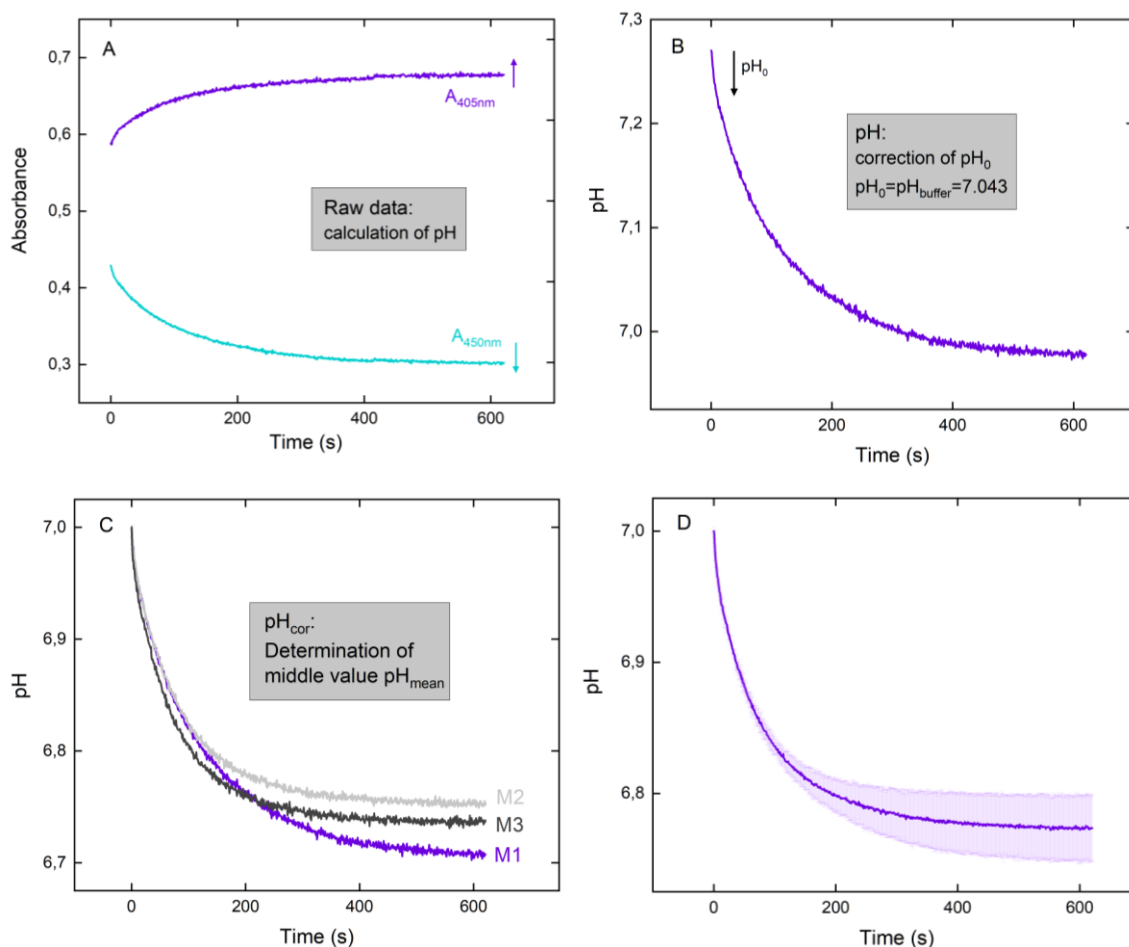 A
0,7
0,6
0,5
0,4
0,3
Absorbance
A405nm
Raw data:
calculation of pH
A450nm
0
200
400
600
Time (s)
B
7,3
7,2
7,1
7,0
pH
pH0
pH:
correction of pH0
pH0=pHbuffer=7.043
0
200
400
600
Time (s)
C
7,0
6,9
6,8
6,7
pH
pHcor:
Determination of
middle value pHmean
M2
M3
M1
0
200
400
600
Time (s)
D
7,0
6,9
6,8
pH
0
200
400
600
Time (s)